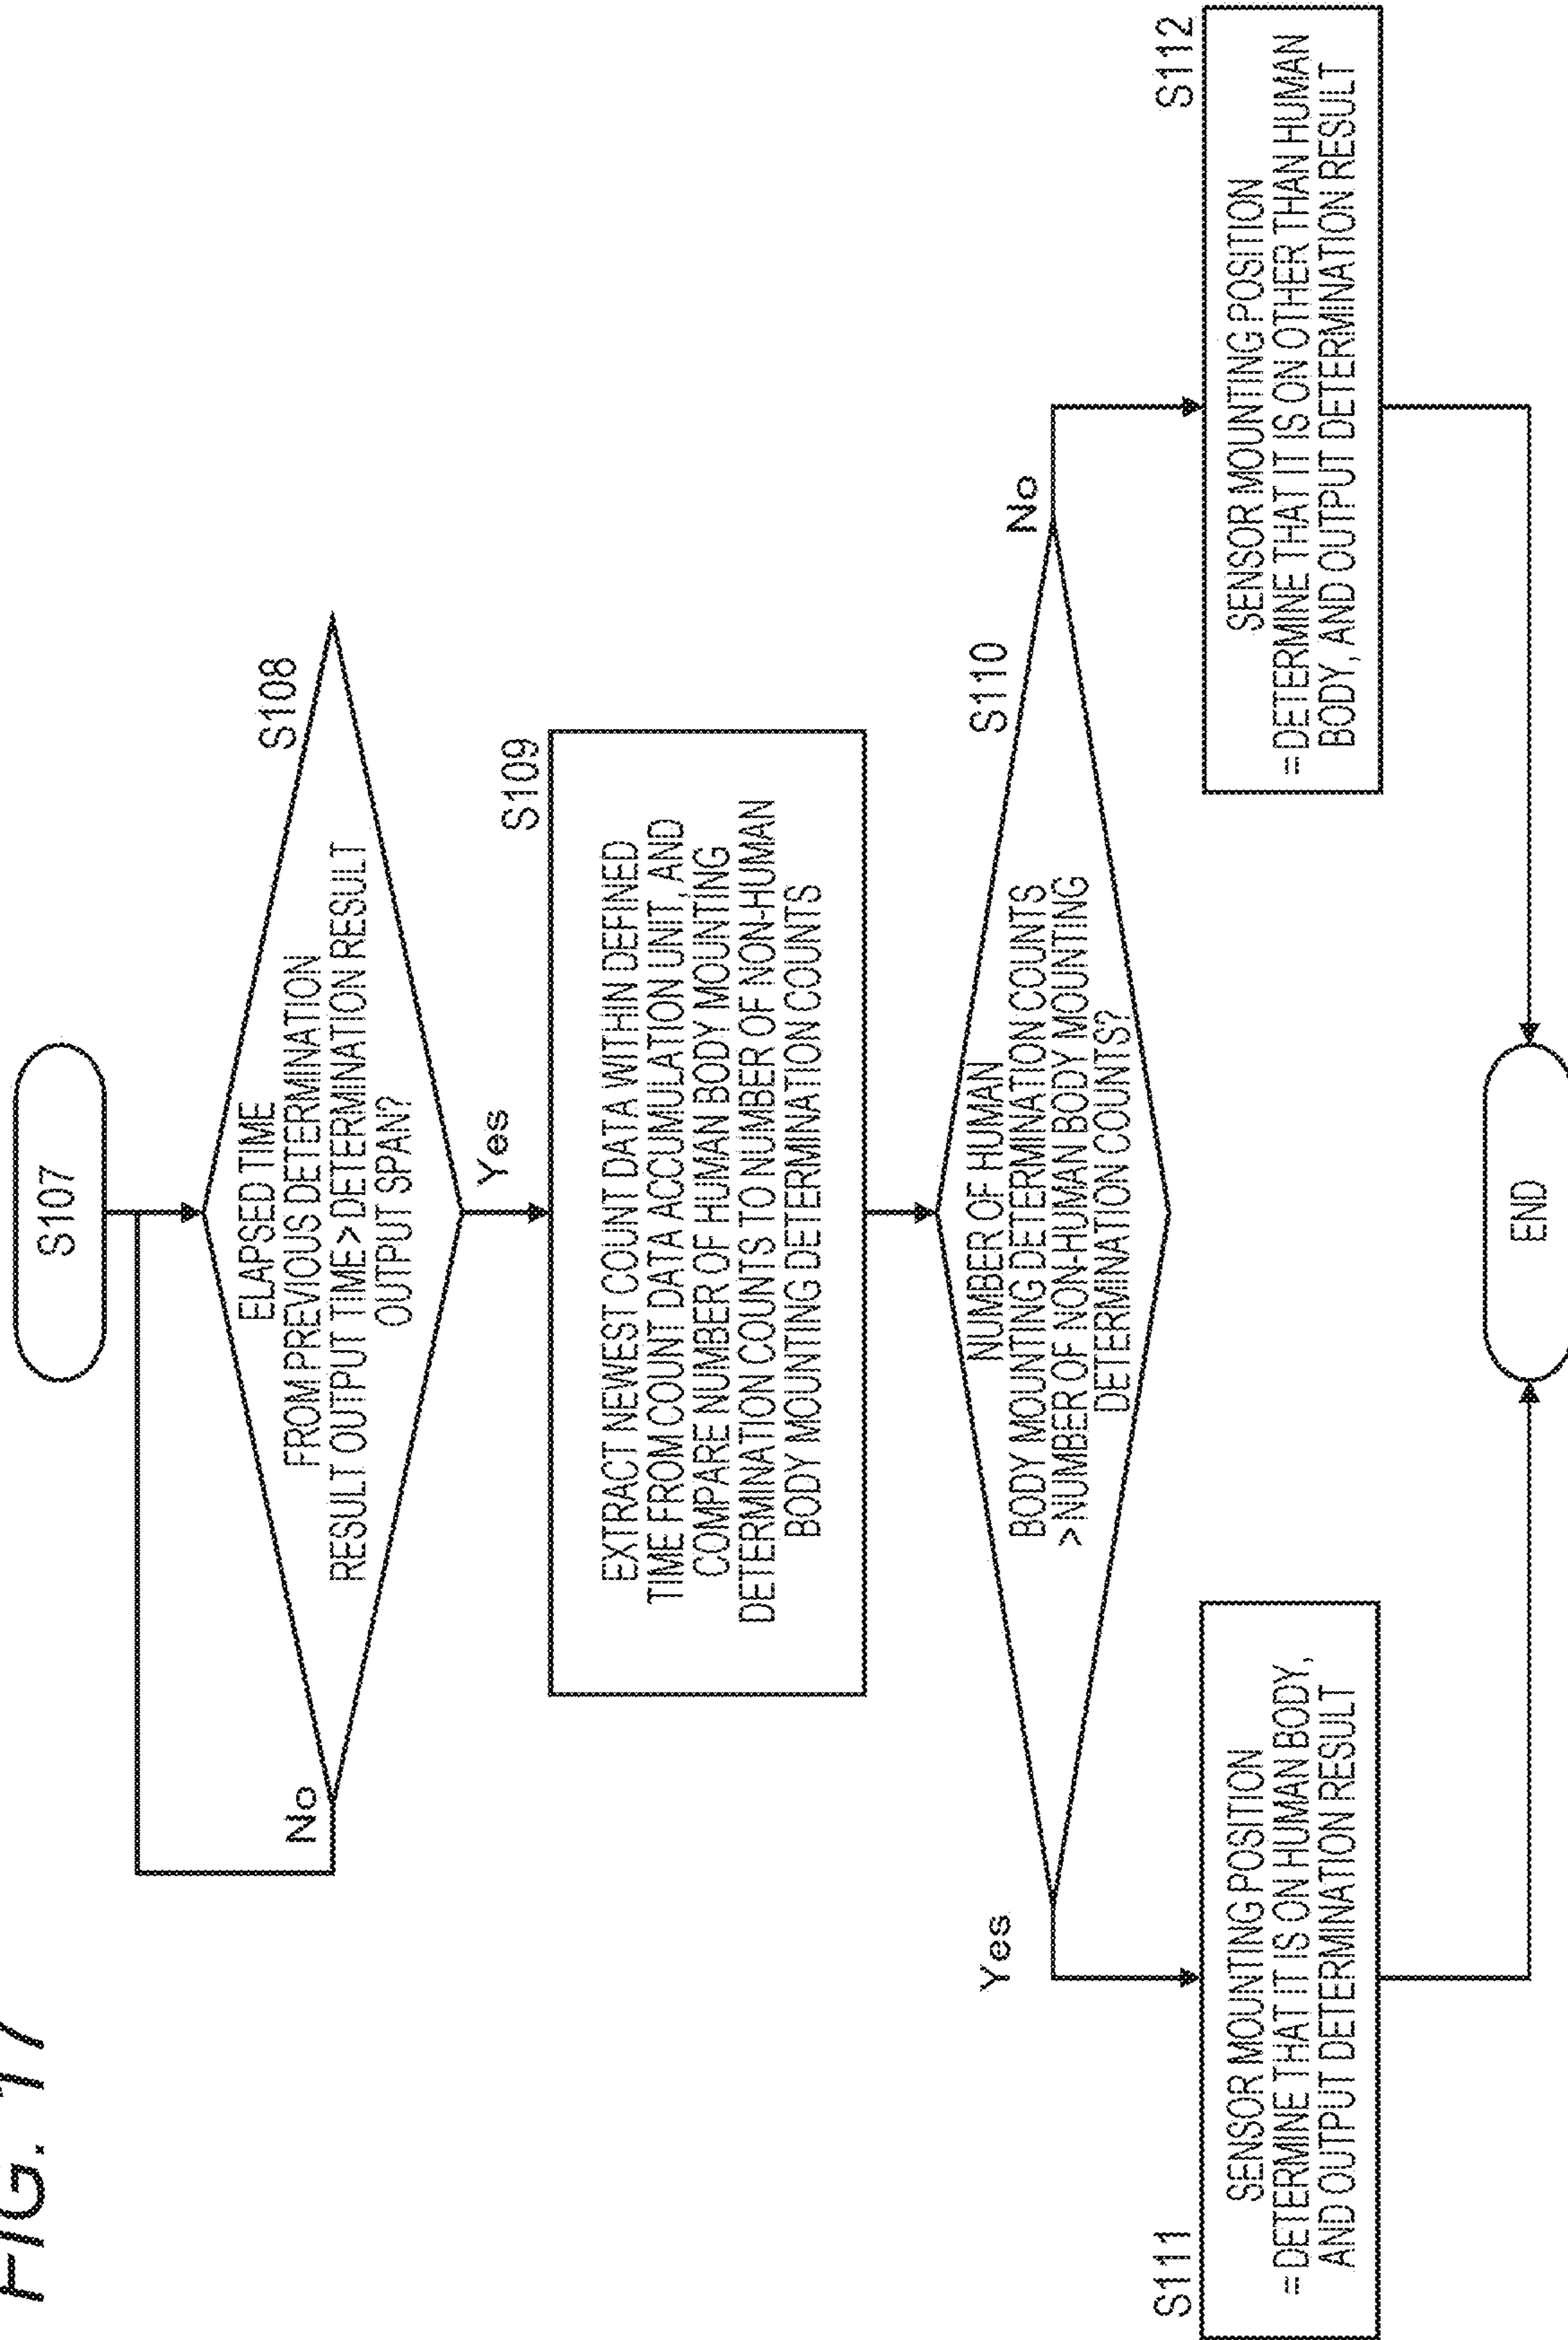 FIG. 17
S107
S108
ELAPSED TIME
FROM PREVIOUS DETERMINATION
RESULT OUTPUT TIME>DETERMINATION RESULT
OUTPUT SPAN?
No
Yes
S109
EXTRACT NEWEST COUNT DATA WITHIN DEFINED
TIME FROM COUNT DATA ACCUMULATION UNIT, AND
COMPARE NUMBER OF HUMAN BODY MOUNTING
DETERMINATION COUNTS TO NUMBER OF NON-HUMAN
BODY MOUNTING DETERMINATION COUNTS
S110
NUMBER OF HUMAN
BODY MOUNTING DETERMINATION COUNTS
>NUMBER OF NON-HUMAN BODY MOUNTING
DETERMINATION COUNTS?
Yes
No
S111
SENSOR MOUNTING POSITION
=DETERMINE THAT IT IS ON HUMAN BODY,
AND OUTPUT DETERMINATION RESULT
S112
SENSOR MOUNTING POSITION
=DETERMINE THAT IT IS ON OTHER THAN HUMAN
BODY, AND OUTPUT DETERMINATION RESULT
END